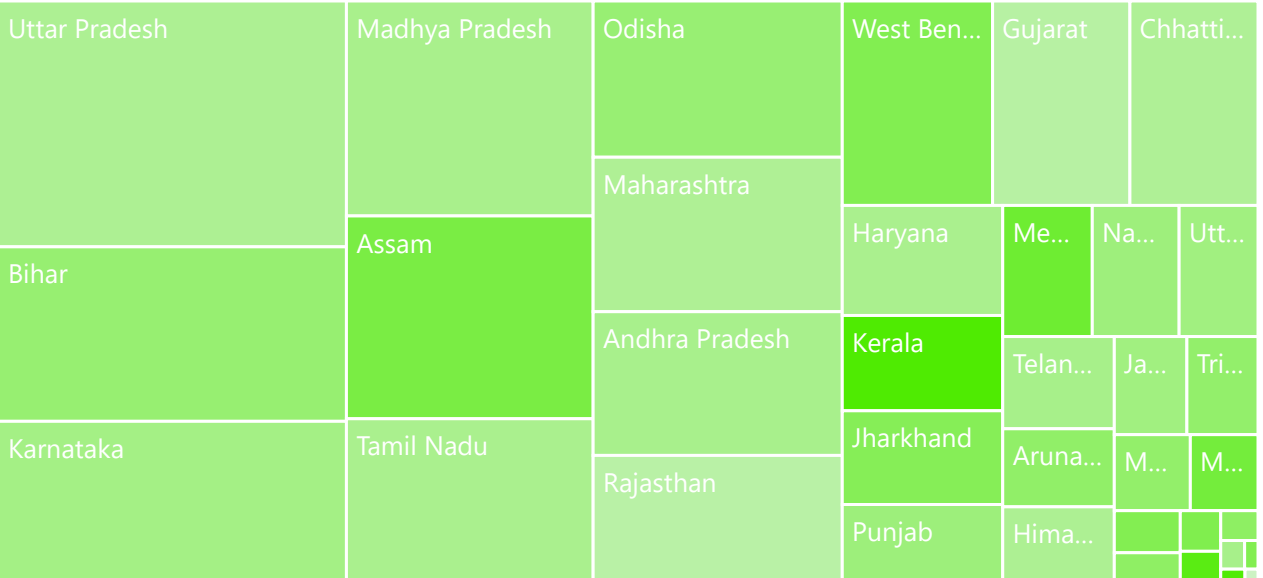 Uttar Pradesh
Bihar
Karnataka
Madhya Pradesh
Assam
Tamil Nadu
Odisha
Maharashtra
Andhra Pradesh
Rajasthan
West Ben...
Gujarat
Chhatti...
Haryana
Kerala
Jharkhand
Punjab
Me...
Na...
Utt...
Telan...
Aruna...
Hima...
Ja...
Tri...
M...
M...